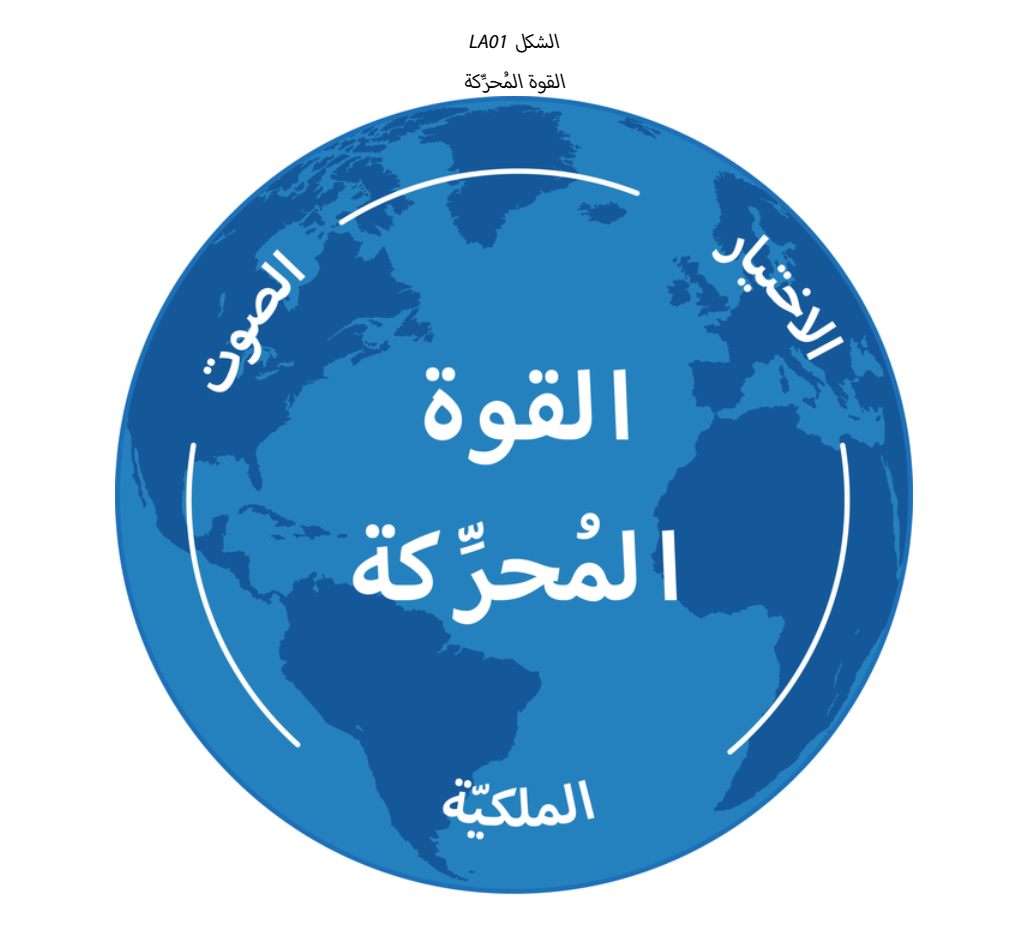 الشكل LA01
القوة المُحرِّكة
الاختيار
الصوت
القوة
المُحرِّكة
الملكيّة